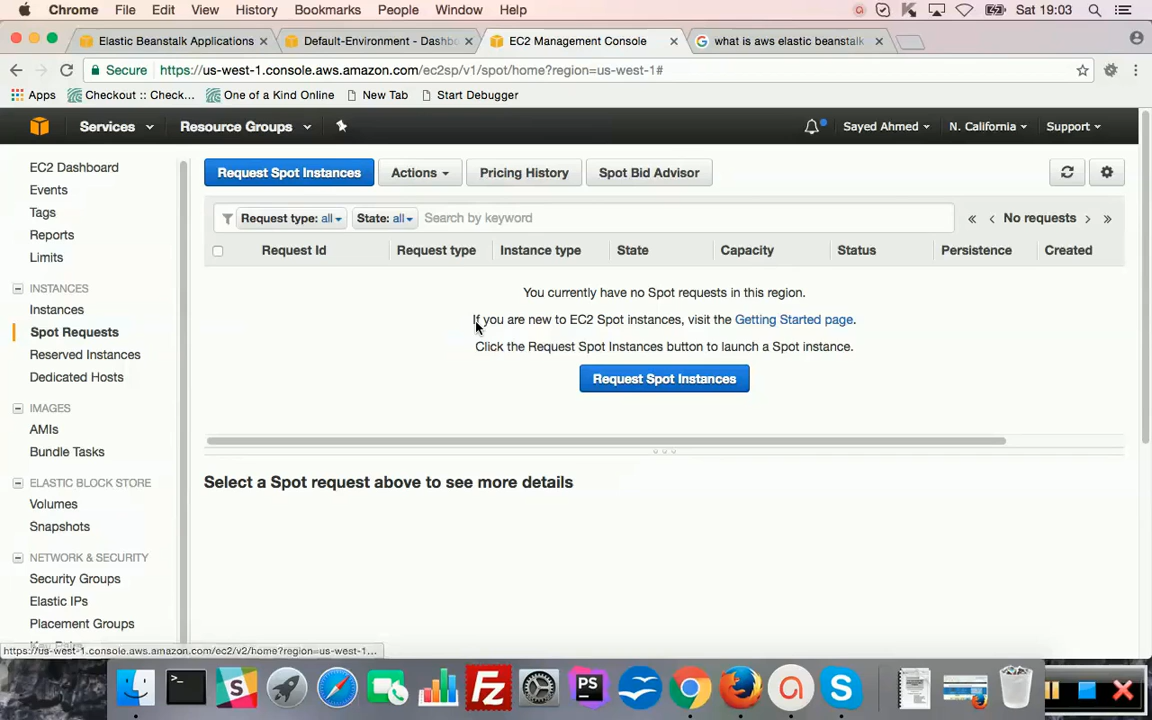 Chrome File Edit View History Bookmarks People Window Help Sat 19:03
Elastic Beanstalk Applications Default-Environment - Dashbo EC2 Management Console what is aws elastic beanstalk
Secure https://us-west-1.console.aws.amazon.com/ec2sp/v1/spot/home?region=us-west-1#
Apps Checkout :: Check... One of a Kind Online New Tab Start Debugger
Services Resource Groups Sayed Ahmed N. California Support
EC2 Dashboard
Events
Tags
Reports
Limits
INSTANCES
Instances
Spot Requests
Reserved Instances
Dedicated Hosts
IMAGES
AMIs
Bundle Tasks
ELASTIC BLOCK STORE
Volumes
Snapshots
NETWORK & SECURITY
Security Groups
Elastic IPs
Placement Groups
Request Spot Instances Actions Pricing History Spot Bid Advisor
Request type: all State: all Search by keyword « ‹ No requests › »
Request Id Request type Instance type State Capacity Status Persistence Created
You currently have no Spot requests in this region.
If you are new to EC2 Spot instances, visit the Getting Started page.
Click the Request Spot Instances button to launch a Spot instance.
Request Spot Instances
Select a Spot request above to see more details
https://us-west-1.console.aws.amazon.com/ec2/v2/home?region=us-west-1...
PS